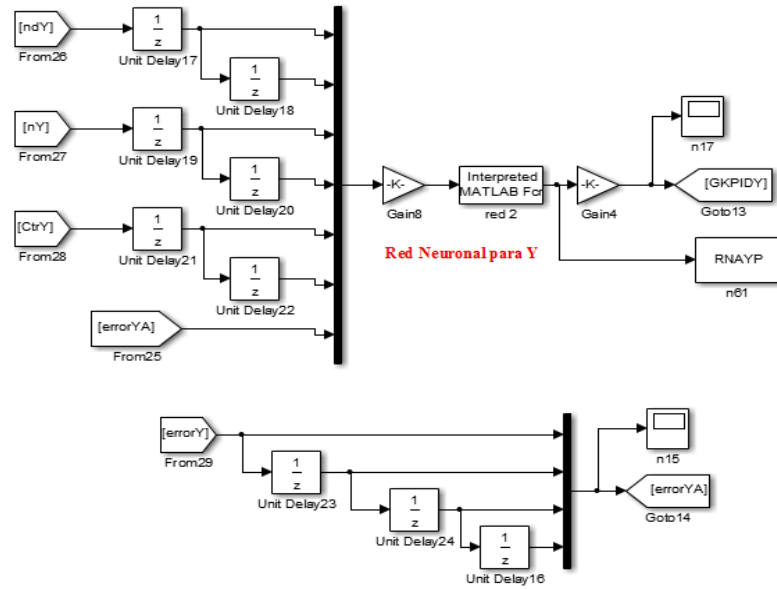 [ndY]
From26
1
z
Unit Delay17
1
z
Unit Delay18
[nY]
From27
1
z
Unit Delay19
1
z
Unit Delay20
[CtrY]
From28
1
z
Unit Delay21
1
z
Unit Delay22
[errorYA]
From25
-K-
Gain8
Interpreted
MATLAB For
red 2
-K-
Gain4
n17
[GKPIDY]
Goto13
RNAYP
n61
Red Neuronal para Y
[errorY]
From29
1
z
Unit Delay23
1
z
Unit Delay24
1
z
Unit Delay16
n15
[errorYA]
Goto14